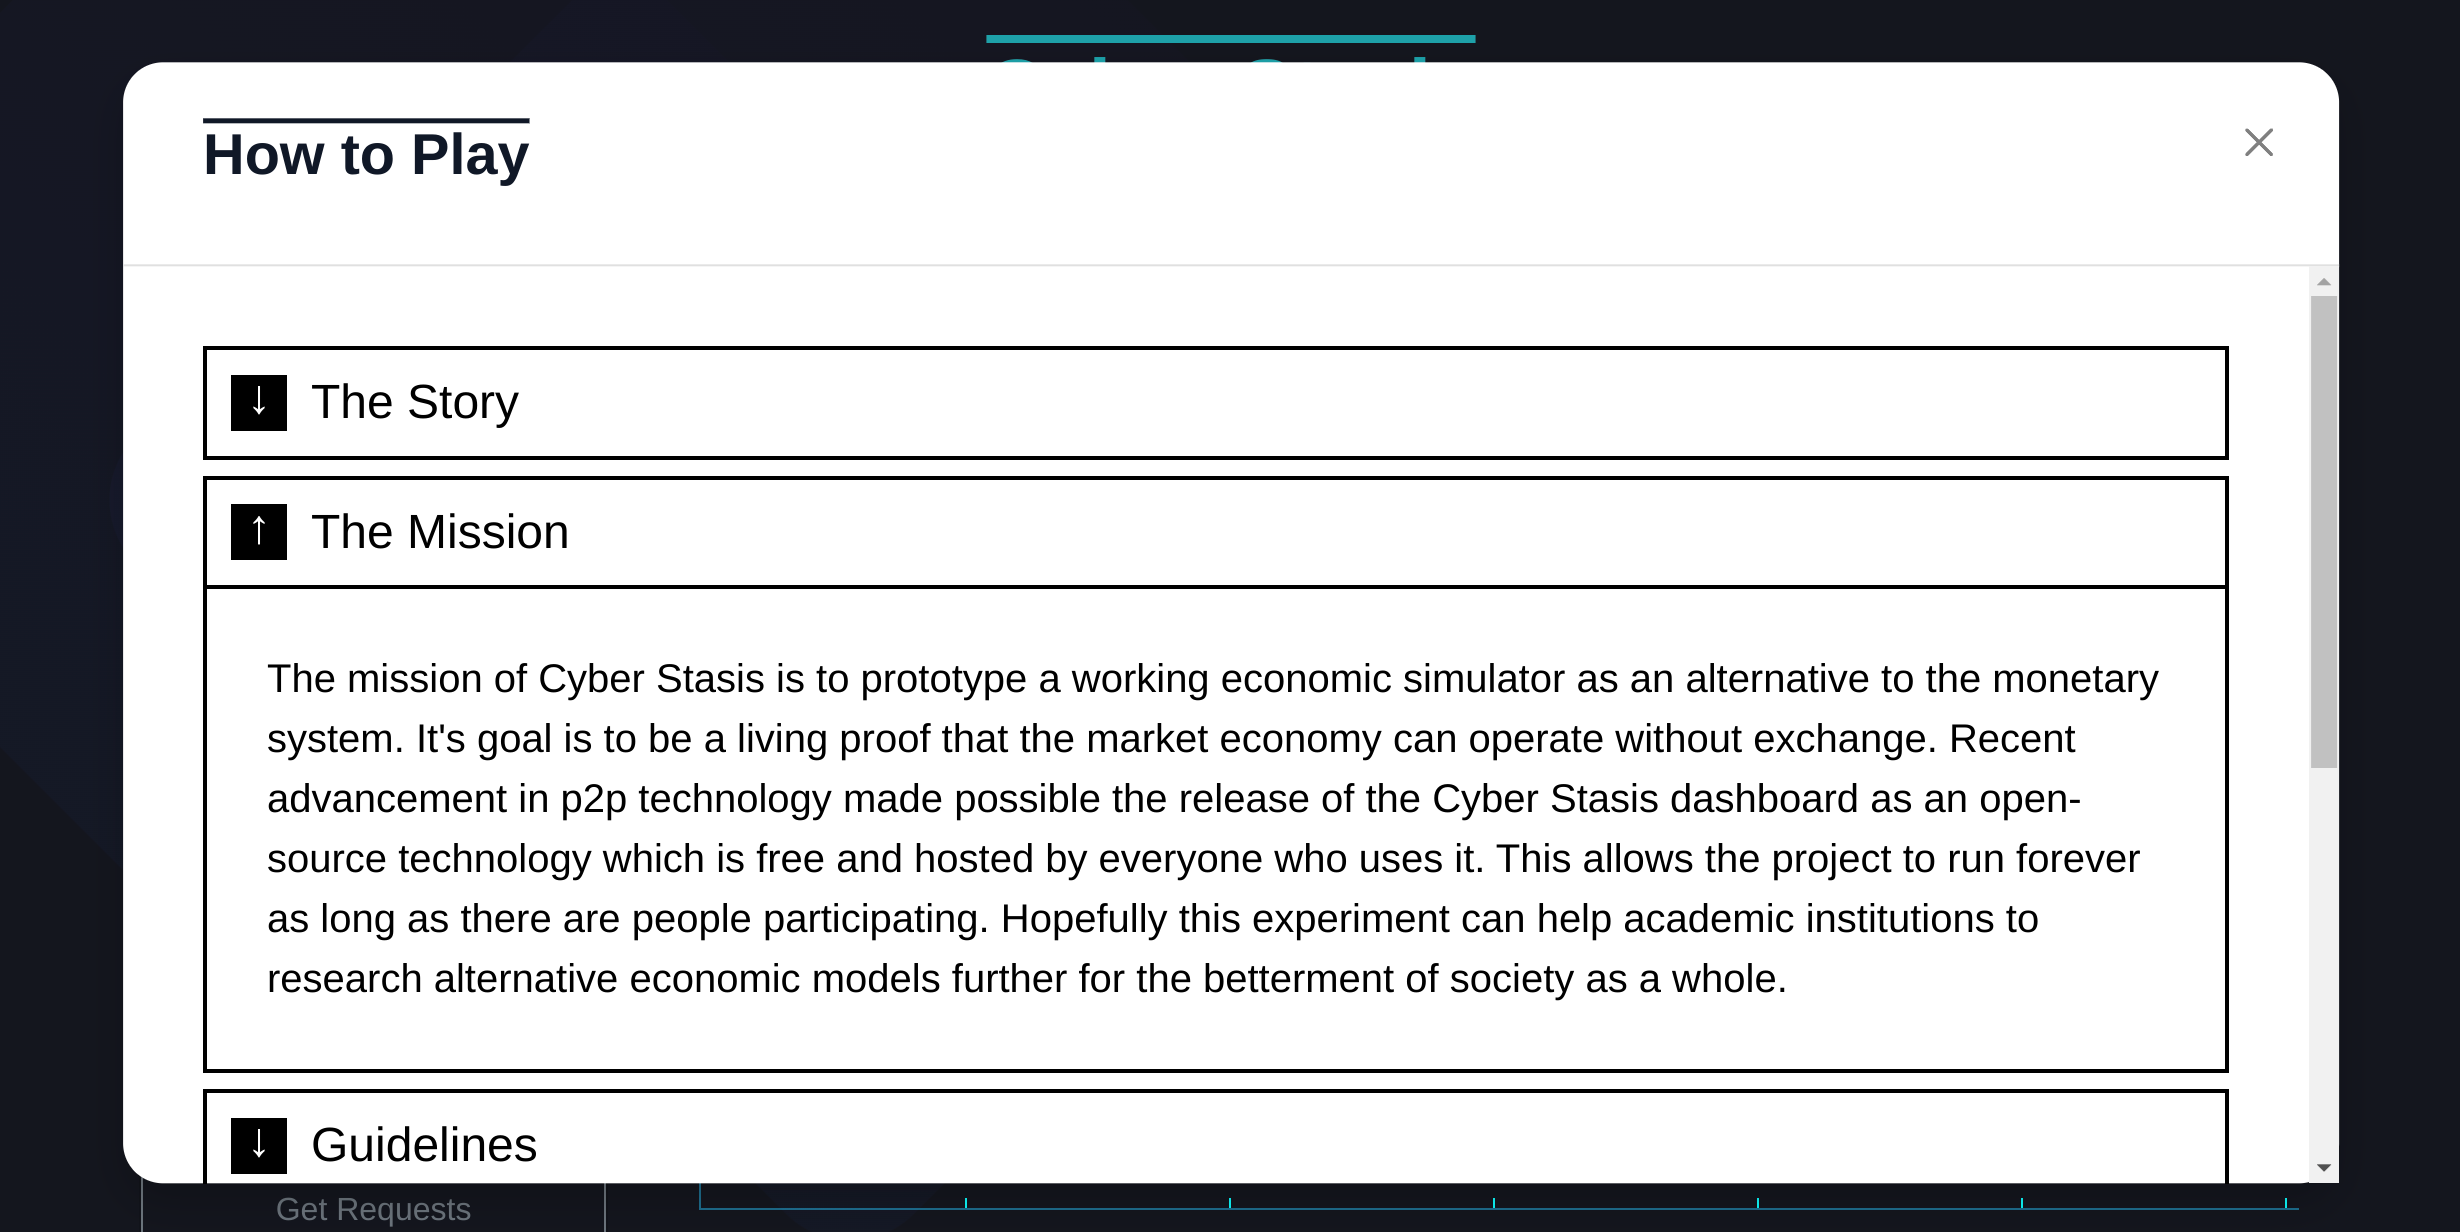 How to Play
The Story
The Mission
The mission of Cyber Stasis is to prototype a working economic simulator as an alternative to the monetary
system. It's goal is to be a living proof that the market economy can operate without exchange. Recent
advancement in p2p technology made possible the release of the Cyber Stasis dashboard as an open-
source technology which is free and hosted by everyone who uses it. This allows the project to run forever
as long as there are people participating. Hopefully this experiment can help academic institutions to
research alternative economic models further for the betterment of society as a whole.
Guidelines
Get Requests